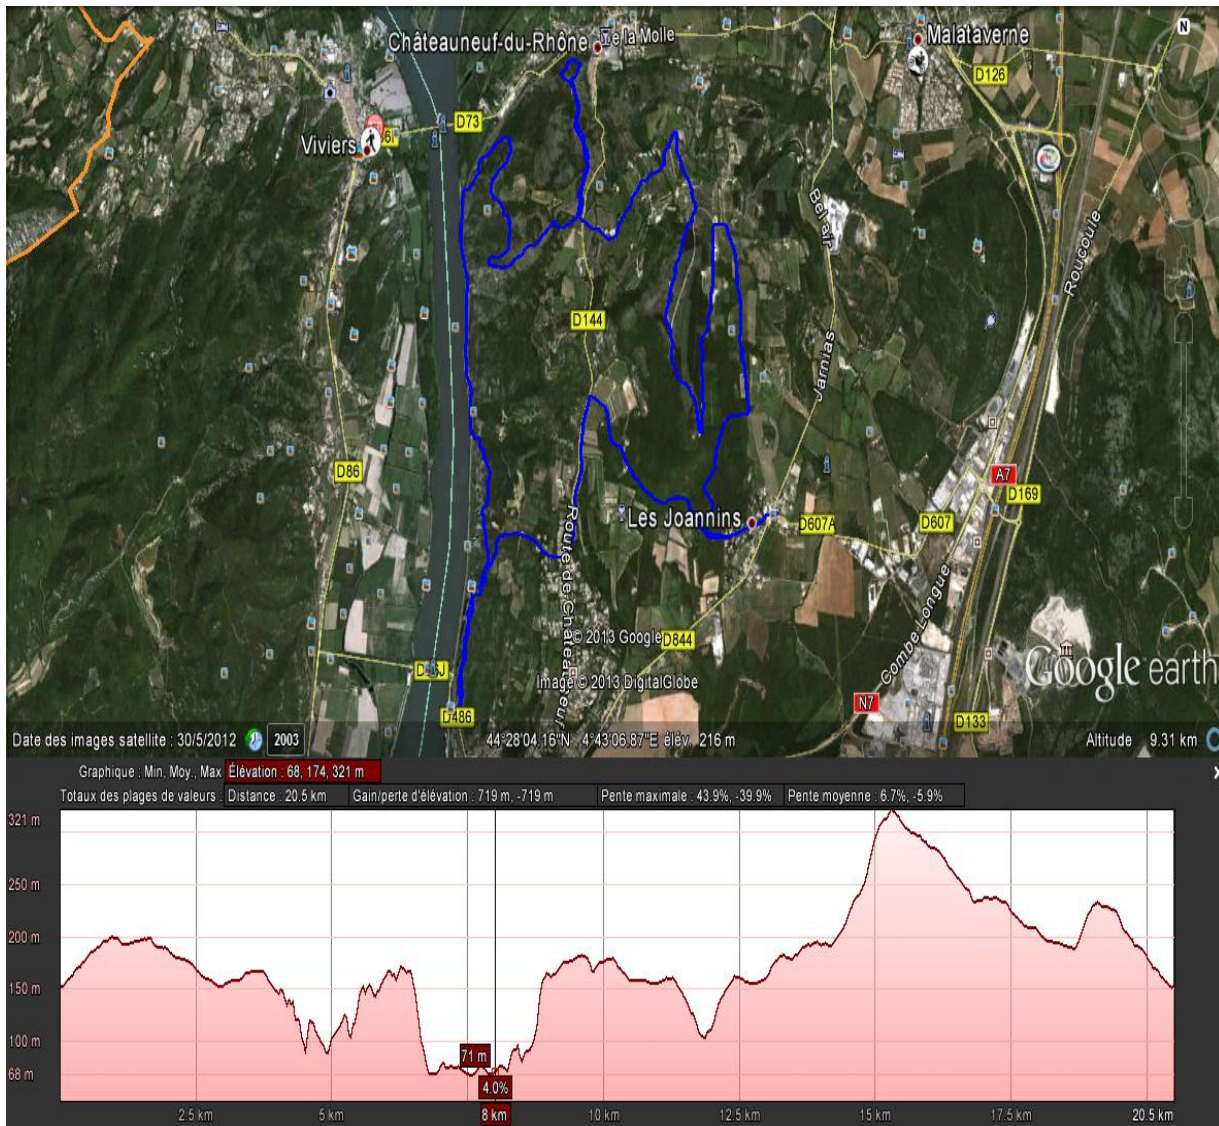 Châteauneuf-du-Rhône
de la Molle
Malataverne
N
D126
D73
Viviers
Bel air
Roucoule
D144
Jarnias
D86
A7
D169
Les Joannins
D607A
D607
Route de Chateauneuf
Combe Longue
© 2013 Google
D844
Image © 2013 DigitalGlobe
Google earth
N7
D486
D133
Date des images satellite : 30/5/2012
2003
44°28'04.16"N 4°43'06.87"E élév. 216 m
Altitude 9.31 km
Graphique : Min, Moy., Max Élévation : 68, 174, 321 m
x
Totaux des plages de valeurs : Distance : 20.5 km Gain/perte d'élévation : 719 m, -719 m Pente maximale : 43.9%, -39.9% Pente moyenne : 6.7%, -5.9%
321 m
250 m
200 m
150 m
100 m
71 m
68 m
4.0%
2.5 km 5 km 8 km 10 km 12.5 km 15 km 17.5 km 20.5 km